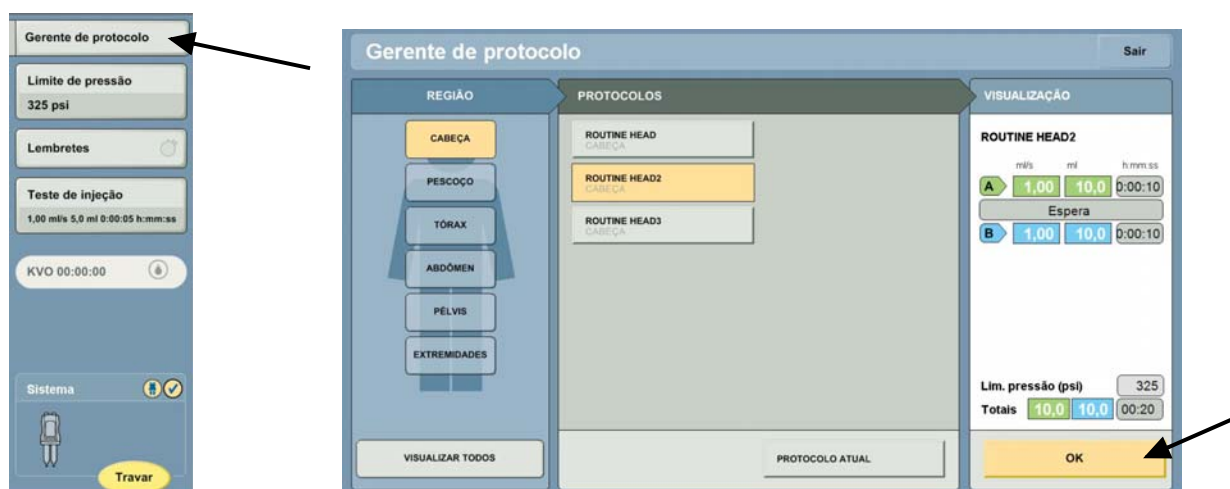 Gerente de protocolo
Limite de pressão
325 psi
Lembretes
Teste de injeção
1,00 ml/s 5,0 ml 0:00:05 h:mm:ss
KVO 00:00:00
Sistema
Travar
Gerente de protocolo
Sair
REGIÃO
PROTOCOLOS
VISUALIZAÇÃO
CABEÇA
PESCOÇO
TÓRAX
ABDÔMEN
PÉLVIS
EXTREMIDADES
VISUALIZAR TODOS
ROUTINE HEAD
CABEÇA
ROUTINE HEAD2
CABEÇA
ROUTINE HEAD3
CABEÇA
PROTOCOLO ATUAL
ROUTINE HEAD2
ml/s ml h:mm:ss
A 1,00 10,0 0:00:10
Espera
B 1,00 10,0 0:00:10
Lim. pressão (psi) 325
Totais 10,0 10,0 00:20
OK